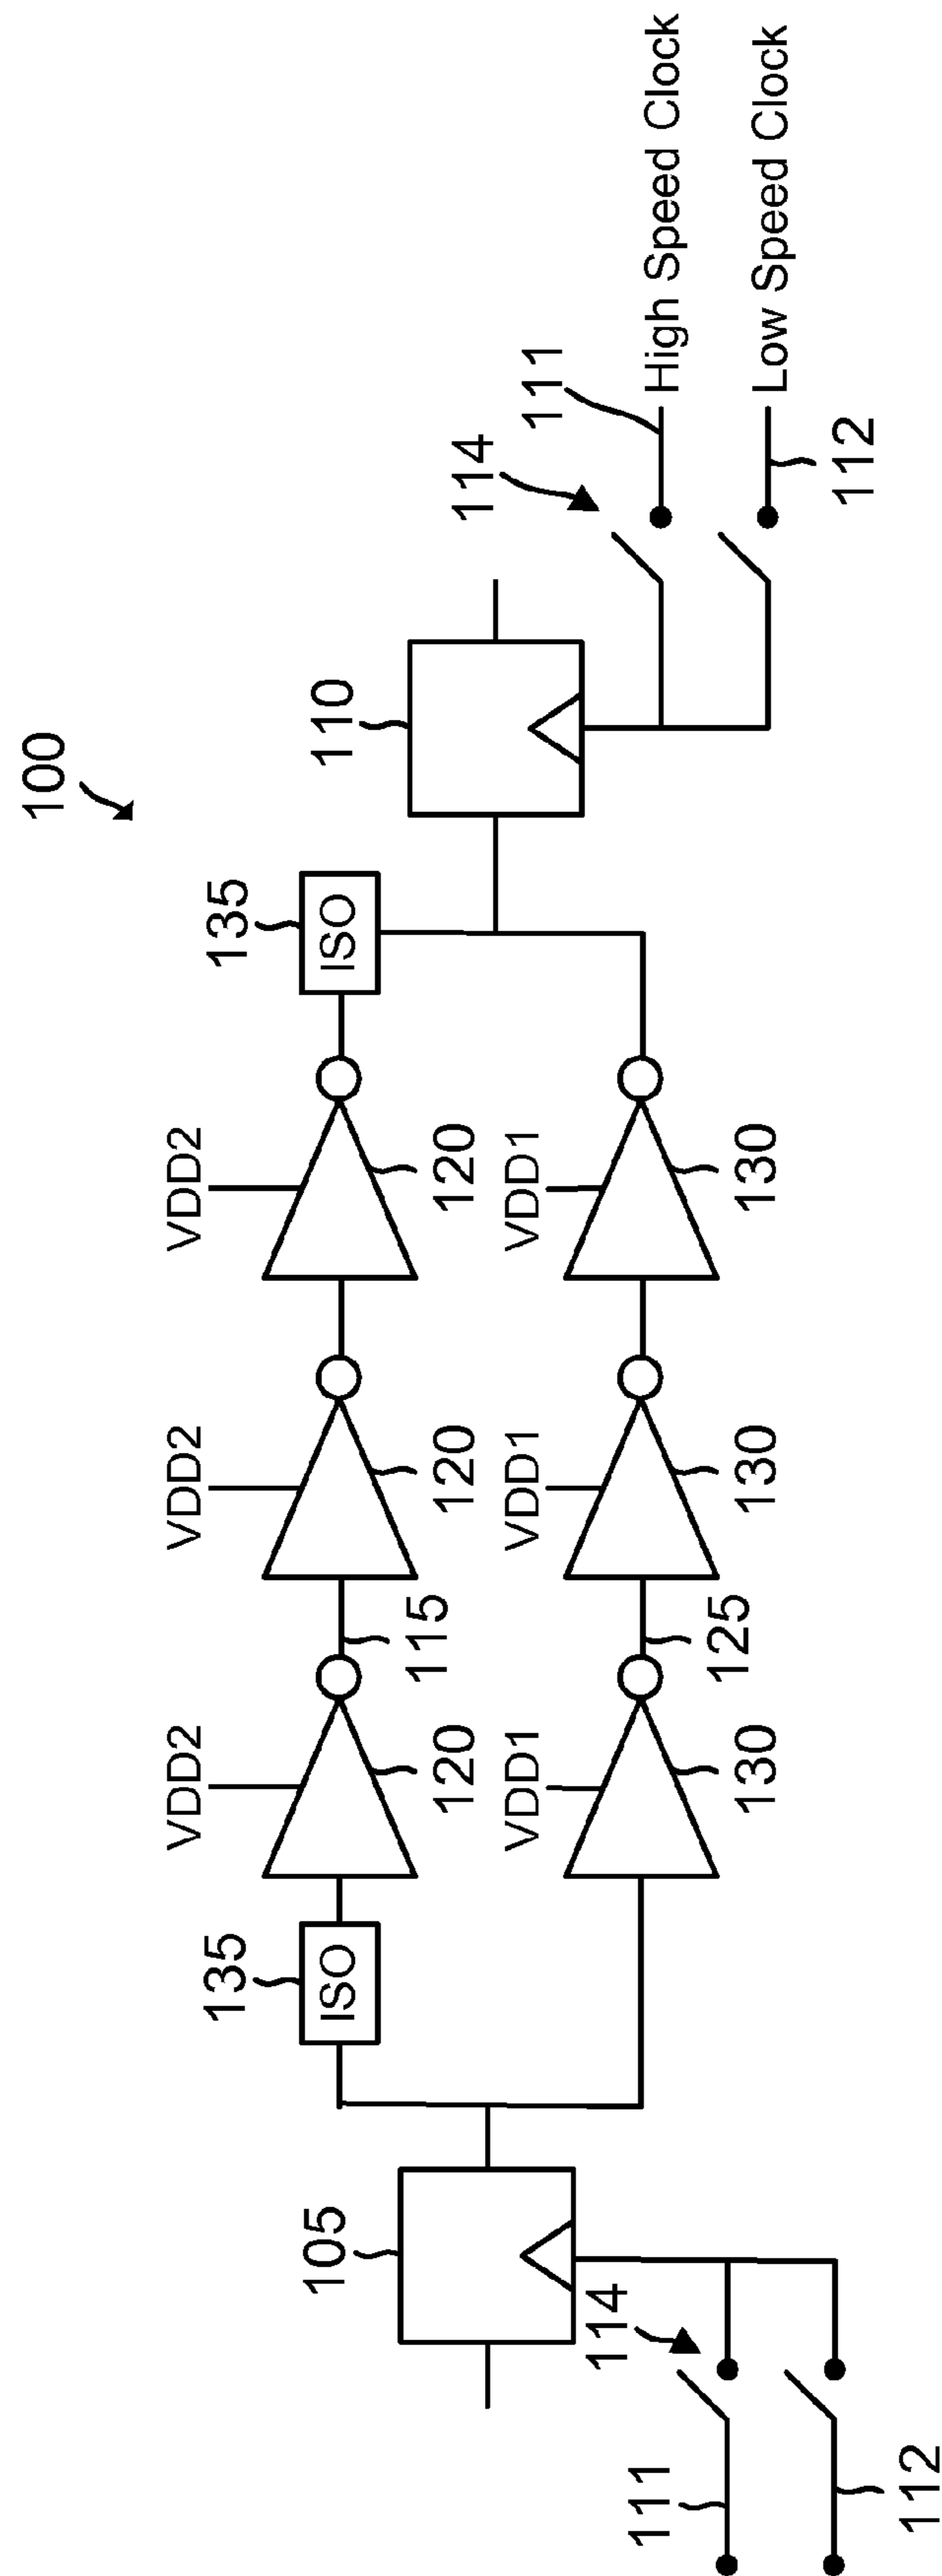 100
135
ISO
VDD2
120
VDD2
115
120
VDD2
120
135
ISO
105
114
111
112
VDD1
130
125
VDD1
130
VDD1
130
110
114
111
High Speed Clock
112
Low Speed Clock